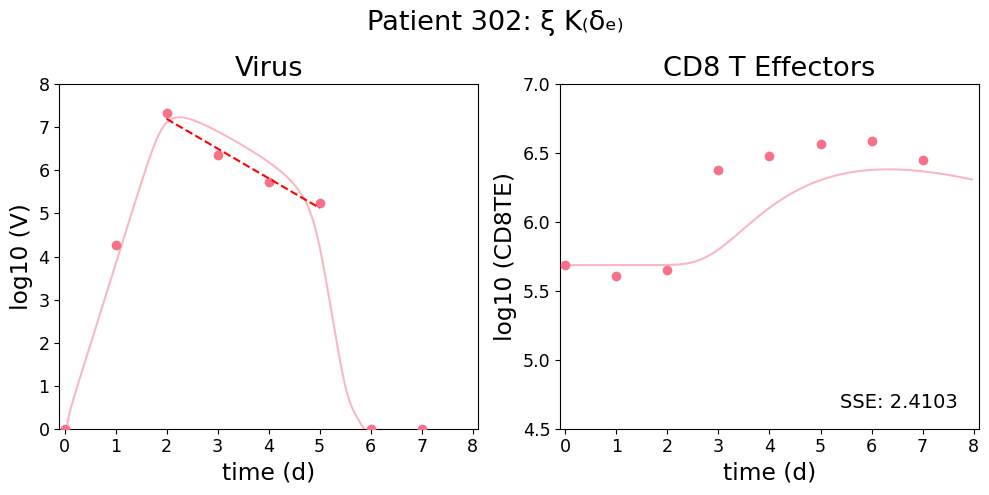 Patient 302: ξ K₍δₑ₎
Virus
8
7
6
5
4
3
2
1
0
log10 (V)
0 1 2 3 4 5 6 7 8
time (d)
CD8 T Effectors
7.0
6.5
6.0
5.5
5.0
4.5
log10 (CD8TE)
SSE: 2.4103
0 1 2 3 4 5 6 7 8
time (d)